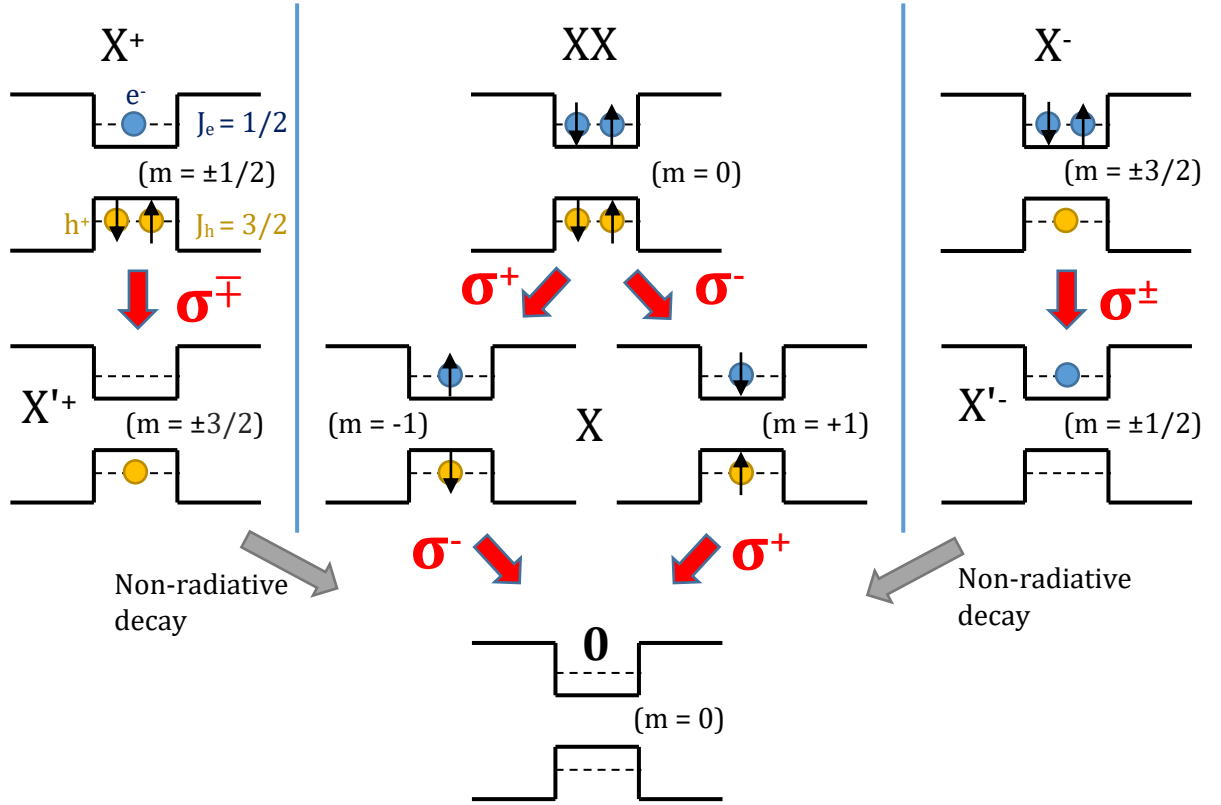 X⁺
e⁻
Jₑ = 1/2
(m = ±1/2)
h⁺
Jₕ = 3/2
σ∓
X'⁺
(m = ±3/2)
Non-radiative
decay
XX
(m = 0)
σ⁺
σ⁻
(m = -1)
X
(m = +1)
σ⁻
σ⁺
0
(m = 0)
X⁻
(m = ±3/2)
σ±
X'⁻
(m = ±1/2)
Non-radiative
decay